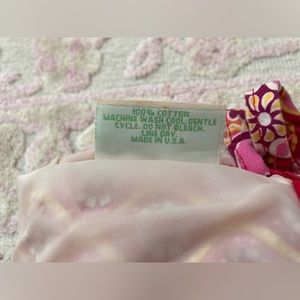 100% COTTON
MACHINE WASH COOL, GENTLE
CYCLE. DO NOT BLEACH.
LINE DRY.
MADE IN U.S.A.